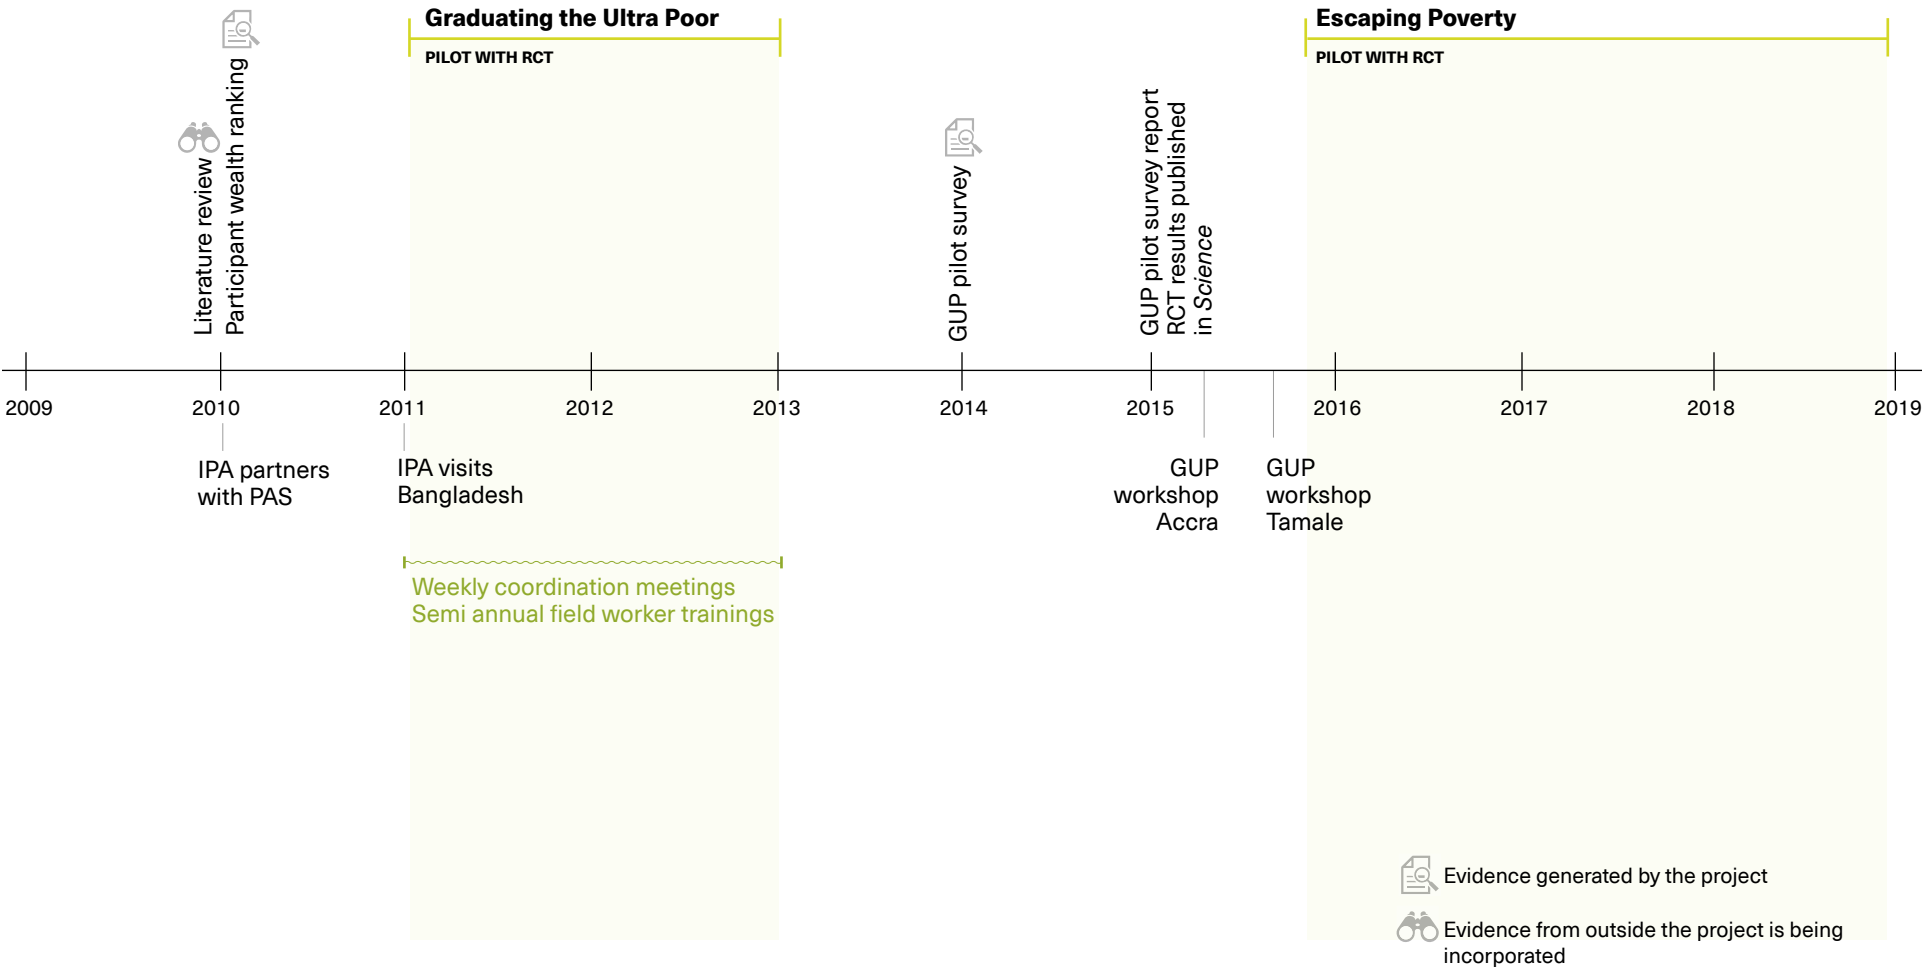 Graduating the Ultra Poor
PILOT WITH RCT
Escaping Poverty
PILOT WITH RCT
Literature review
Participant wealth ranking
GUP pilot survey
GUP pilot survey report
RCT results published
in Science
2009
2010
2011
2012
2013
2014
2015
2016
2017
2018
2019
IPA partners
with PAS
IPA visits
Bangladesh
GUP
workshop
Accra
GUP
workshop
Tamale
Weekly coordination meetings
Semi annual field worker trainings
Evidence generated by the project
Evidence from outside the project is being
incorporated